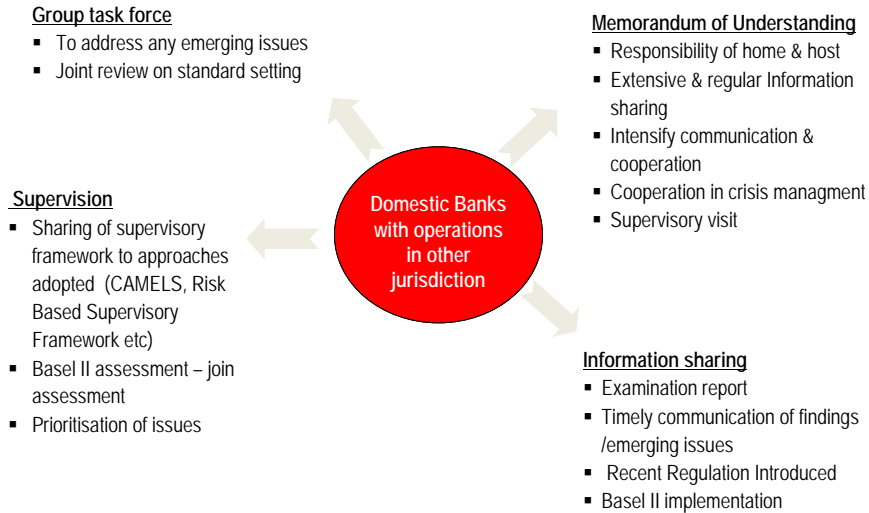 Group task force
▪ To address any emerging issues
▪ Joint review on standard setting
Memorandum of Understanding
▪ Responsibility of home & host
▪ Extensive & regular Information
sharing
▪ Intensify communication &
cooperation
▪ Cooperation in crisis managment
▪ Supervisory visit
Supervision
▪ Sharing of supervisory
framework to approaches
adopted (CAMELS, Risk
Based Supervisory
Framework etc)
▪ Basel II assessment – join
assessment
▪ Prioritisation of issues
Domestic Banks
with operations
in other
jurisdiction
Information sharing
▪ Examination report
▪ Timely communication of findings
/emerging issues
▪ Recent Regulation Introduced
▪ Basel II implementation